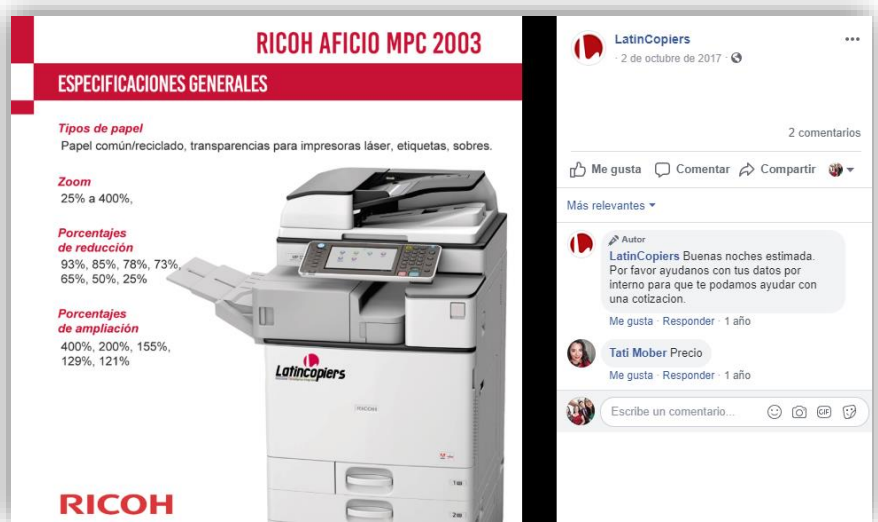 RICOH AFICIO MPC 2003
ESPECIFICACIONES GENERALES
Tipos de papel
Papel común/reciclado, transparencias para impresoras láser, etiquetas, sobres.
Zoom
25% a 400%,
Porcentajes
de reducción
93%, 85%, 78%, 73%,
65%, 50%, 25%
Porcentajes
de ampliación
400%, 200%, 155%,
129%, 121%
Latincopiers
RICOH
RICOH
LatinCopiers
· 2 de octubre de 2017 ·
2 comentarios
Me gusta Comentar Compartir
Más relevantes
Autor
LatinCopiers Buenas noches estimada.
Por favor ayudanos con tus datos por
interno para que te podamos ayudar con
una cotizacion.
Me gusta · Responder · 1 año
Tati Mober Precio
Me gusta · Responder · 1 año
Escribe un comentario...
GIF